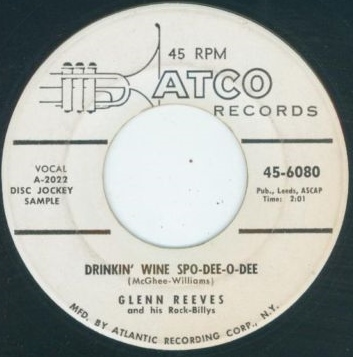 45 RPM
ATCO
RECORDS
VOCAL
A-2022
DISC JOCKEY
SAMPLE
45-6080
Pub., Leeds, ASCAP
Time: 2:01
DRINKIN' WINE SPO-DEE-O-DEE
(McGhee-Williams)
GLENN REEVES
and his Rock-Billys
MFD. BY ATLANTIC RECORDING CORP., N.Y.